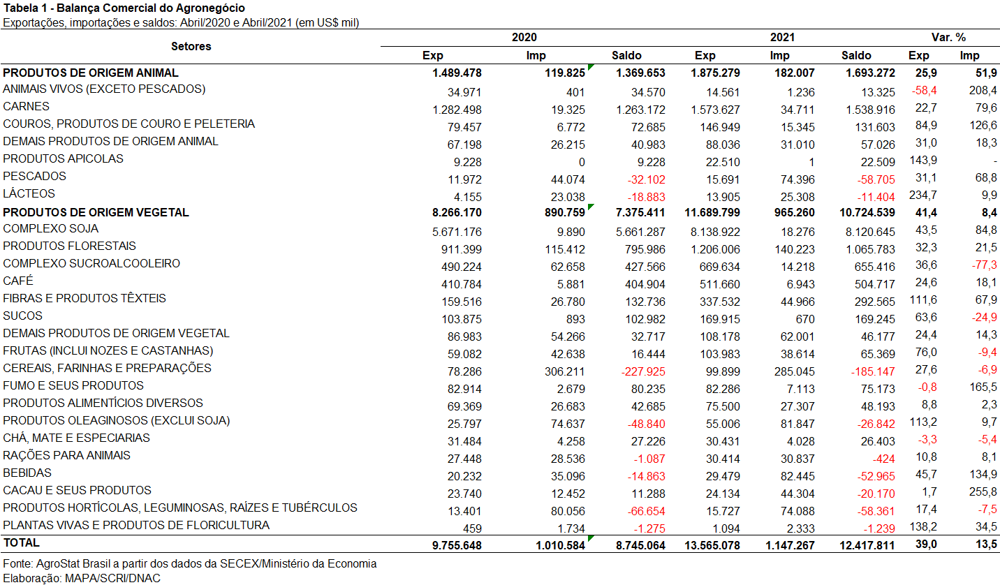 Tabela 1 - Balança Comercial do Agronegócio
Exportações, importações e saldos: Abril/2020 e Abril/2021 (em US$ mil)
Setores 2020 2021 Var. %
Exp Imp Saldo Exp Imp Saldo Exp Imp
PRODUTOS DE ORIGEM ANIMAL 1.489.478 119.825 1.369.653 1.875.279 182.007 1.693.272 25,9 51,9
ANIMAIS VIVOS (EXCETO PESCADOS) 34.971 401 34.570 14.561 1.236 13.325 -58,4 208,4
CARNES 1.282.498 19.325 1.263.172 1.573.627 34.711 1.538.916 22,7 79,6
COUROS, PRODUTOS DE COURO E PELETERIA 79.457 6.772 72.685 146.949 15.345 131.603 84,9 126,6
DEMAIS PRODUTOS DE ORIGEM ANIMAL 67.198 26.215 40.983 88.036 31.010 57.026 31,0 18,3
PRODUTOS APICOLAS 9.228 0 9.228 22.510 1 22.509 143,9 -
PESCADOS 11.972 44.074 -32.102 15.691 74.396 -58.705 31,1 68,8
LÁCTEOS 4.155 23.038 -18.883 13.905 25.308 -11.404 234,7 9,9
PRODUTOS DE ORIGEM VEGETAL 8.266.170 890.759 7.375.411 11.689.799 965.260 10.724.539 41,4 8,4
COMPLEXO SOJA 5.671.176 9.890 5.661.287 8.138.922 18.276 8.120.645 43,5 84,8
PRODUTOS FLORESTAIS 911.399 115.412 795.986 1.206.006 140.223 1.065.783 32,3 21,5
COMPLEXO SUCROALCOOLEIRO 490.224 62.658 427.566 669.634 14.218 655.416 36,6 -77,3
CAFÉ 410.784 5.881 404.904 511.660 6.943 504.717 24,6 18,1
FIBRAS E PRODUTOS TÊXTEIS 159.516 26.780 132.736 337.532 44.966 292.565 111,6 67,9
SUCOS 103.875 893 102.982 169.915 670 169.245 63,6 -24,9
DEMAIS PRODUTOS DE ORIGEM VEGETAL 86.983 54.266 32.717 108.178 62.001 46.177 24,4 14,3
FRUTAS (INCLUI NOZES E CASTANHAS) 59.082 42.638 16.444 103.983 38.614 65.369 76,0 -9,4
CEREAIS, FARINHAS E PREPARAÇÕES 78.286 306.211 -227.925 99.899 285.045 -185.147 27,6 -6,9
FUMO E SEUS PRODUTOS 82.914 2.679 80.235 82.286 7.113 75.173 -0,8 165,5
PRODUTOS ALIMENTÍCIOS DIVERSOS 69.369 26.683 42.685 75.500 27.307 48.193 8,8 2,3
PRODUTOS OLEAGINOSOS (EXCLUI SOJA) 25.797 74.637 -48.840 55.006 81.847 -26.842 113,2 9,7
CHÁ, MATE E ESPECIARIAS 31.484 4.258 27.226 30.431 4.028 26.403 -3,3 -5,4
RAÇÕES PARA ANIMAIS 27.448 28.536 -1.087 30.414 30.837 -424 10,8 8,1
BEBIDAS 20.232 35.096 -14.863 29.479 82.445 -52.965 45,7 134,9
CACAU E SEUS PRODUTOS 23.740 12.452 11.288 24.134 44.304 -20.170 1,7 255,8
PRODUTOS HORTÍCOLAS, LEGUMINOSAS, RAÍZES E TUBÉRCULOS 13.401 80.056 -66.654 15.727 74.088 -58.361 17,4 -7,5
PLANTAS VIVAS E PRODUTOS DE FLORICULTURA 459 1.734 -1.275 1.094 2.333 -1.239 138,2 34,5
TOTAL 9.755.648 1.010.584 8.745.064 13.565.078 1.147.267 12.417.811 39,0 13,5
Fonte: AgroStat Brasil a partir dos dados da SECEX/Ministério da Economia
Elaboração: MAPA/SCRI/DNAC